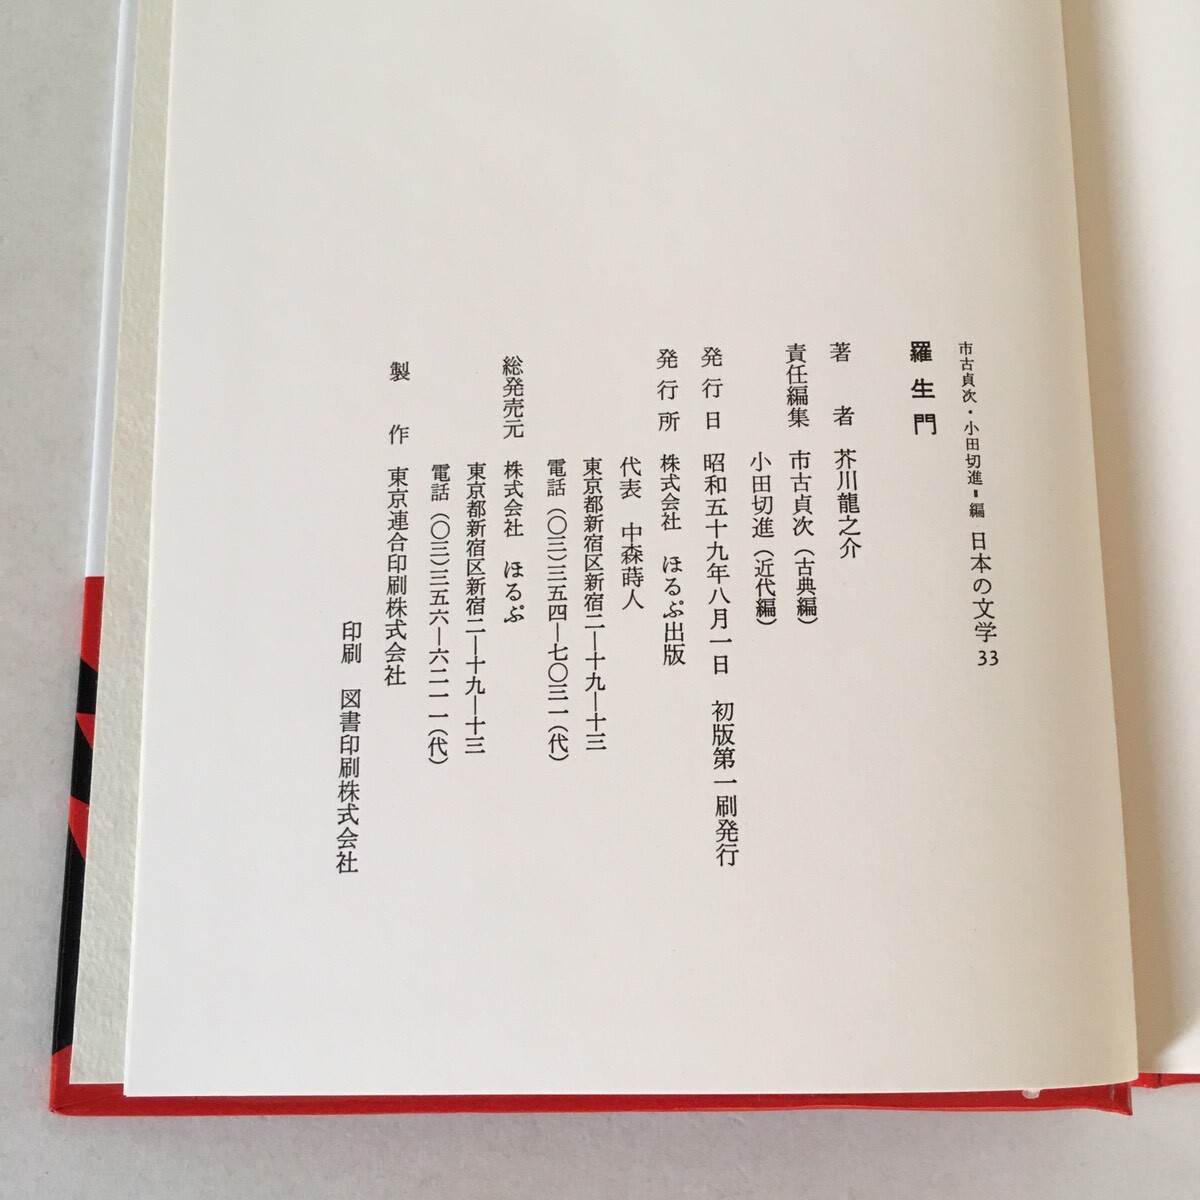 市古貞次・小田切進＝編　日本の文学 33
羅生門
著者　芥川龍之介
責任編集　市古貞次（古典編）
小田切進（近代編）
発行日　昭和五十九年八月一日　初版第一刷発行
発行所　株式会社　ほるぷ出版
代表　中森蒔人
東京都新宿区新宿二―十九―十三
電話（〇三）三五四―七〇三一（代）
総発売元　株式会社　ほるぷ
東京都新宿区新宿二―十九―十三
電話（〇三）三五六―六二一一（代）
製作　東京連合印刷株式会社
印刷　図書印刷株式会社